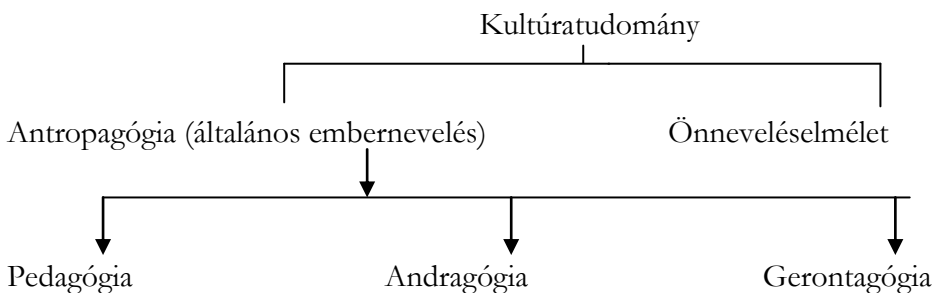 Kultúratudomány
Antropagógia (általános embernevelés) Önneveléselmélet
Pedagógia Andragógia Gerontagógia